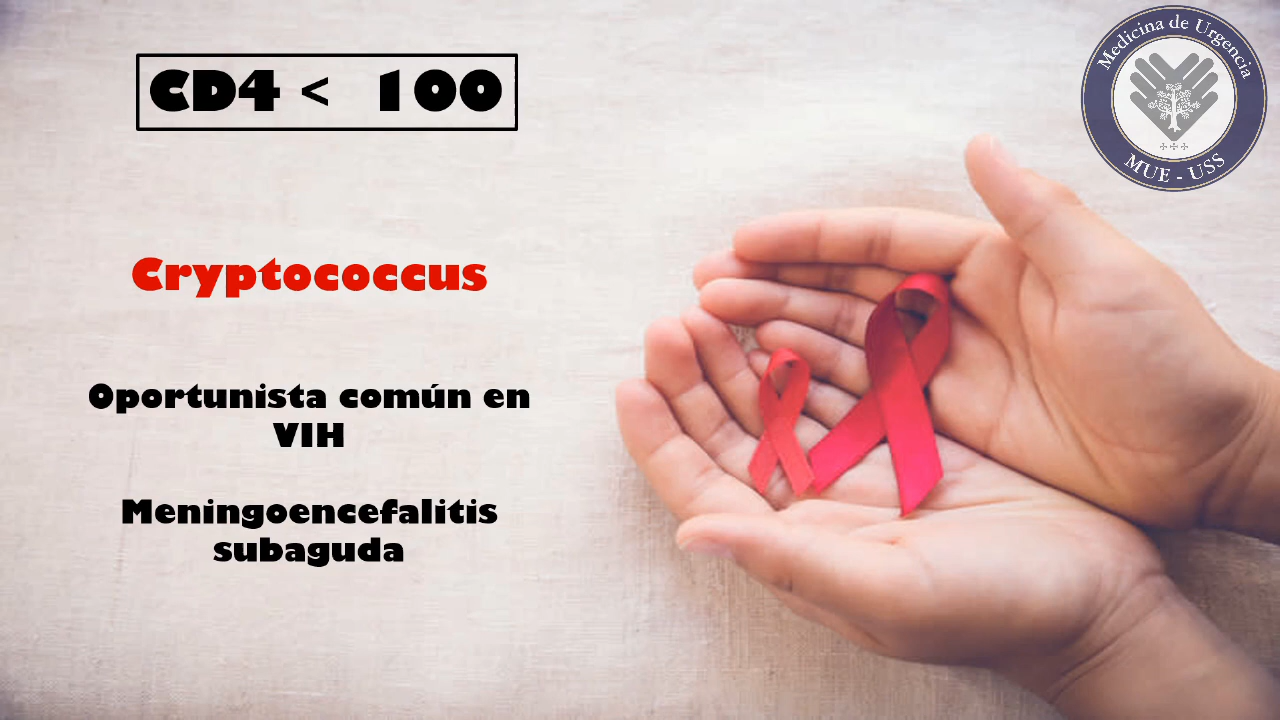 CD4 < 100
Medicina de Urgencia
MUE - USS
Cryptococcus
Oportunista común en
VIH
Meningoencefalitis
subaguda